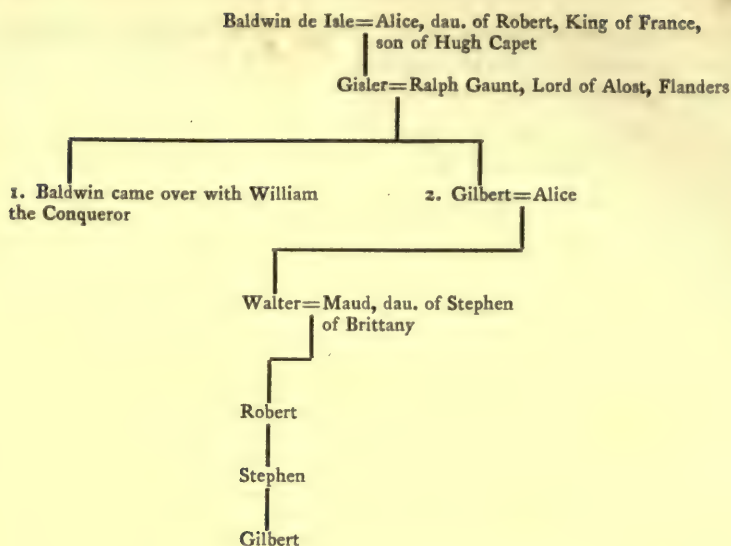 Baldwin de Isle=Alice, dau. of Robert, King of France,
son of Hugh Capet
Gisler=Ralph Gaunt, Lord of Alost, Flanders
1. Baldwin came over with William
the Conqueror
2. Gilbert=Alice
Walter=Maud, dau. of Stephen
of Brittany
Robert
Stephen
Gilbert